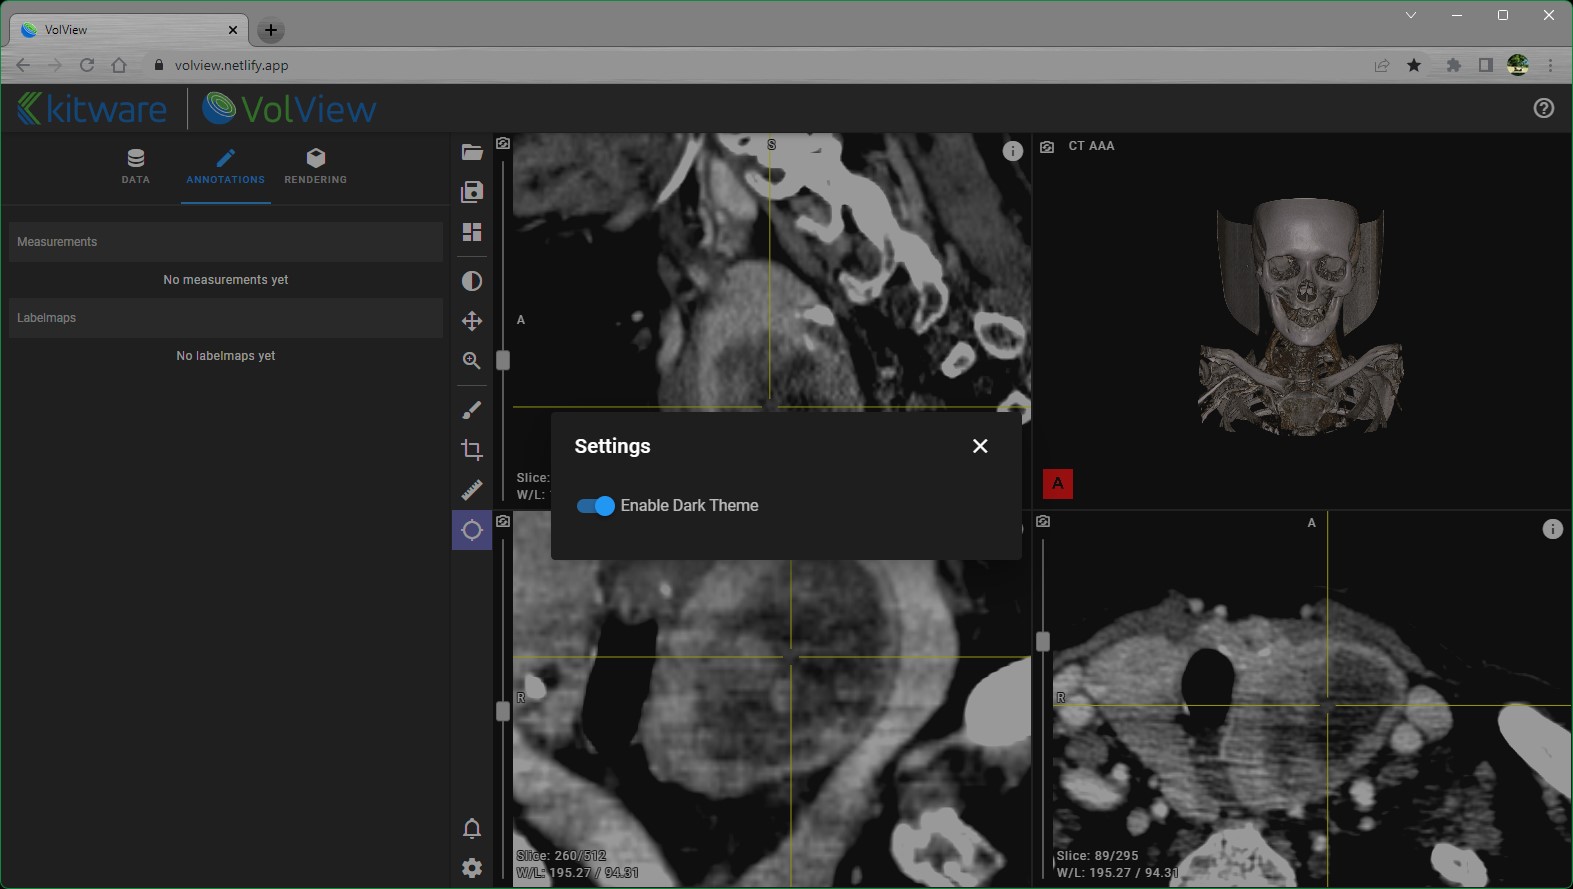 VolView
volview.netlify.app
kitware
VolView
DATA
ANNOTATIONS
RENDERING
Measurements
No measurements yet
Labelmaps
No labelmaps yet
S
A
Slice:
W/L:
CT AAA
A
Settings
Enable Dark Theme
R
Slice: 260/512
W/L: 195.27 / 94.31
A
R
Slice: 89/295
W/L: 195.27 / 94.31